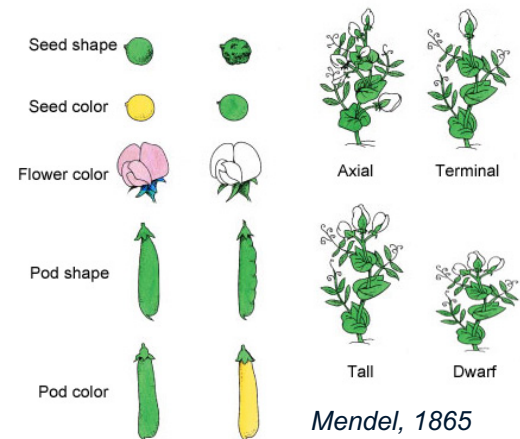 Seed shape
Seed color
Flower color
Pod shape
Pod color
Axial
Terminal
Tall
Dwarf
Mendel, 1865